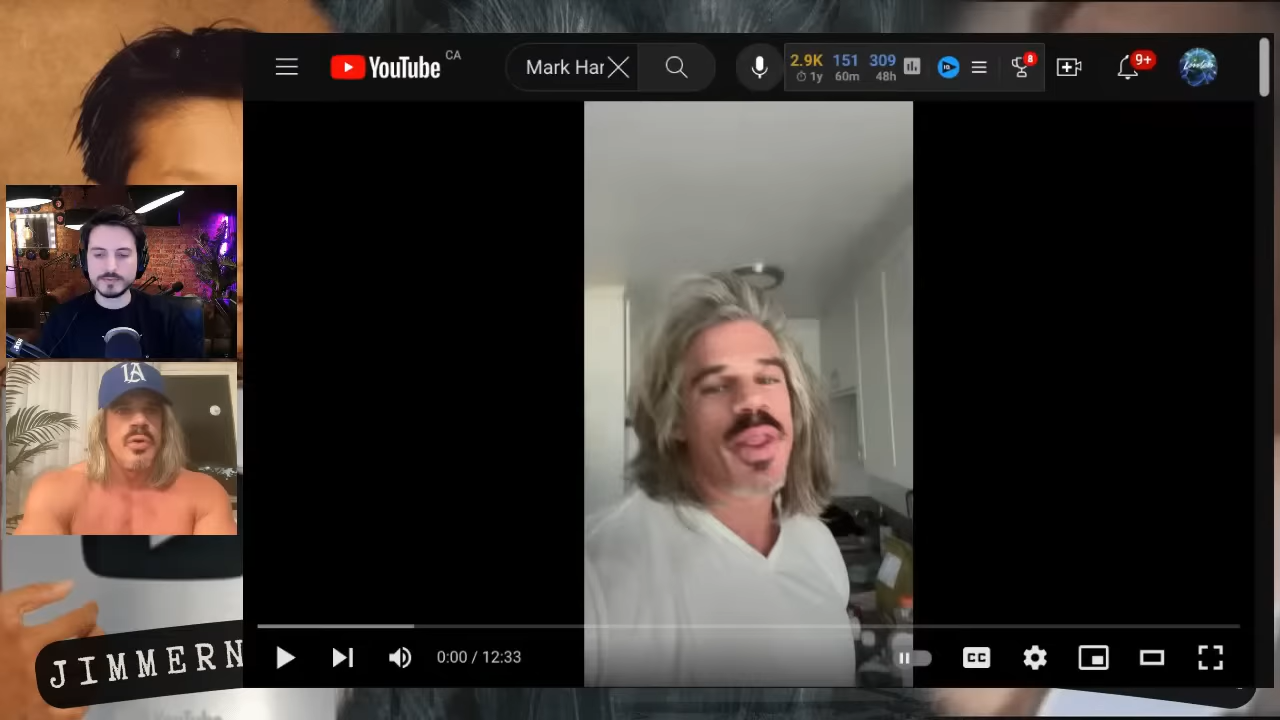 YouTube CA
Mark Har
2.9K 151 309
1y 60m 48h
8
9+
LA
0:00 / 12:33
CC
JIMMERN
YouTube